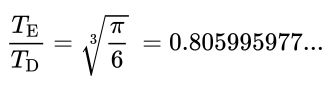 T_E/T_D = ∛(π/6) = 0.805995977...